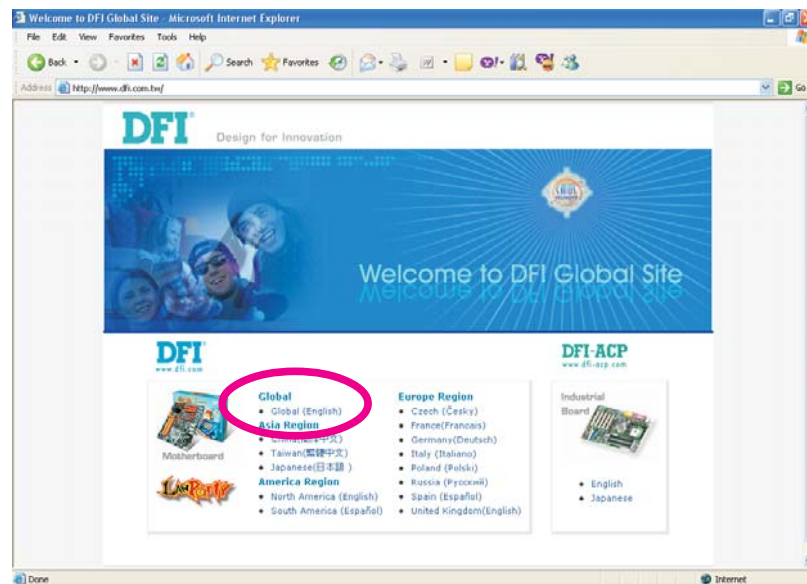 Welcome to DFI Global Site - Microsoft Internet Explorer
File Edit View Favorites Tools Help
Back Search Favorites
Address http://www.dfi.com.tw/ Go
DFI Design for Innovation
Welcome to DFI Global Site
DFI
www.dfi.com
DFI-ACP
www.dfi-acp.com
Motherboard
LANPARTY
Global
Global (English)
Asia Region
Taiwan(繁體中文)
Japanese(日本語 )
America Region
North America (English)
South America (Español)
Europe Region
Czech (Česky)
France(Francais)
Germany(Deutsch)
Italy (Italiano)
Poland (Polski)
Russia (Русский)
Spain (Español)
United Kingdom(English)
Industrial
Board
English
Japanese
Done Internet